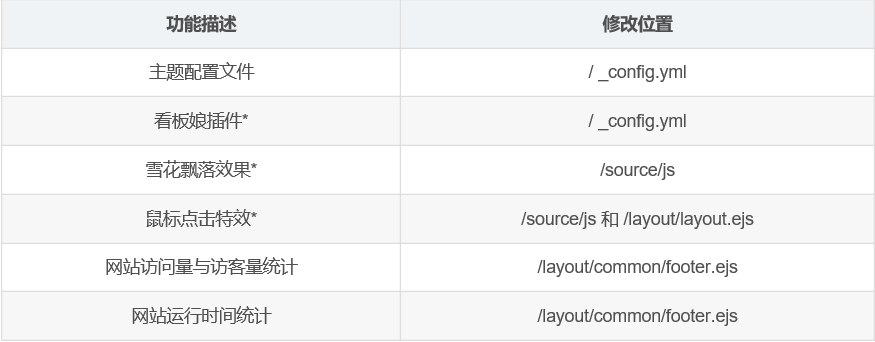 功能描述 修改位置
主题配置文件 / _config.yml
看板娘插件* / _config.yml
雪花飘落效果* /source/js
鼠标点击特效* /source/js 和 /layout/layout.ejs
网站访问量与访客量统计 /layout/common/footer.ejs
网站运行时间统计 /layout/common/footer.ejs